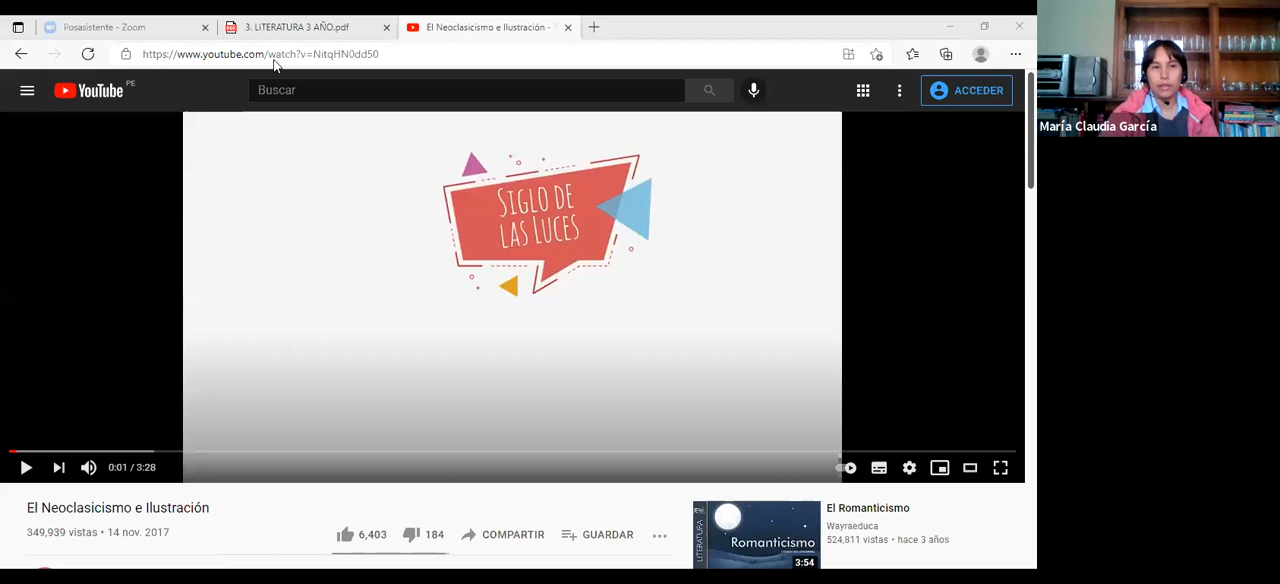 Posasistente - Zoom
3. LITERATURA 3 AÑO.pdf
El Neoclasicismo e Ilustración -
https://www.youtube.com/watch?v=NitqHN0dd50
YouTube PE
Buscar
ACCEDER
María Claudia García
SIGLO DE
LAS LUCES
0:01 / 3:28
El Neoclasicismo e Ilustración
349,939 vistas • 14 nov. 2017
6,403
184
COMPARTIR
GUARDAR
LITERATURA
Romanticismo
3:54
El Romanticismo
Wayraeduca
524,811 vistas • hace 3 años